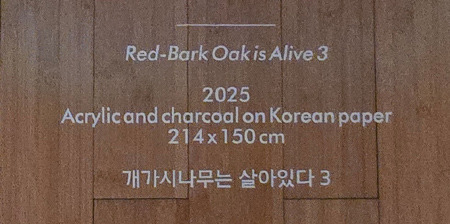 Red-Bark Oak is Alive 3
2025
Acrylic and charcoal on Korean paper
214 x 150 cm
개가시나무는 살아있다 3